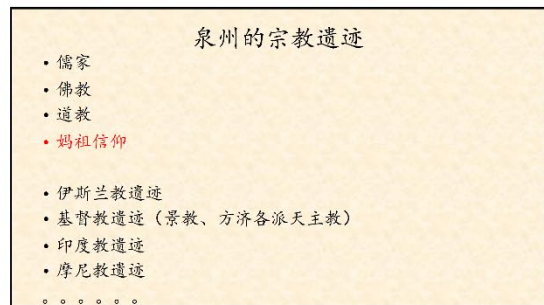 泉州的宗教遗迹
• 儒家
• 佛教
• 道教
• 妈祖信仰
• 伊斯兰教遗迹
• 基督教遗迹（景教、方济各派天主教）
• 印度教遗迹
• 摩尼教遗迹
。。。。。。